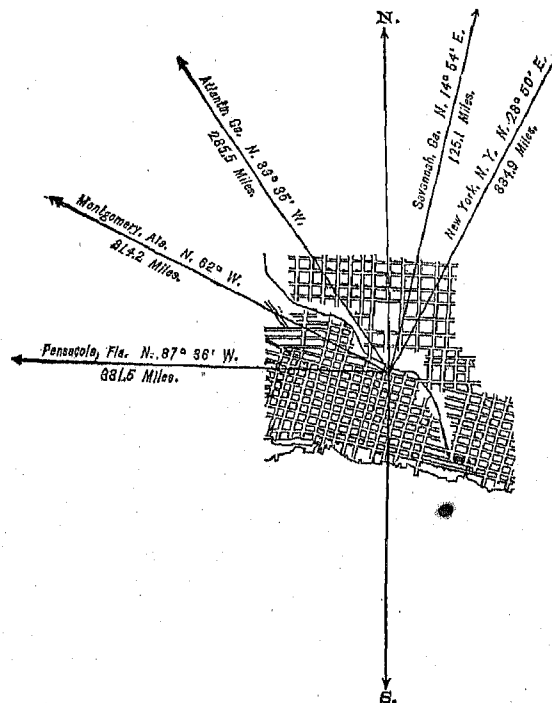 N.
Atlanta, Ga. N. 33° 35' W.
285.5 Miles.
Savannah, Ga. N. 14° 54' E.
125.1 Miles.
New York, N. Y. N. 28° 50' E.
834.9 Miles.
Montgomery, Ala. N. 62° W.
314.2 Miles.
Pensacola, Fla. N. 87° 36' W.
331.5 Miles.
S.